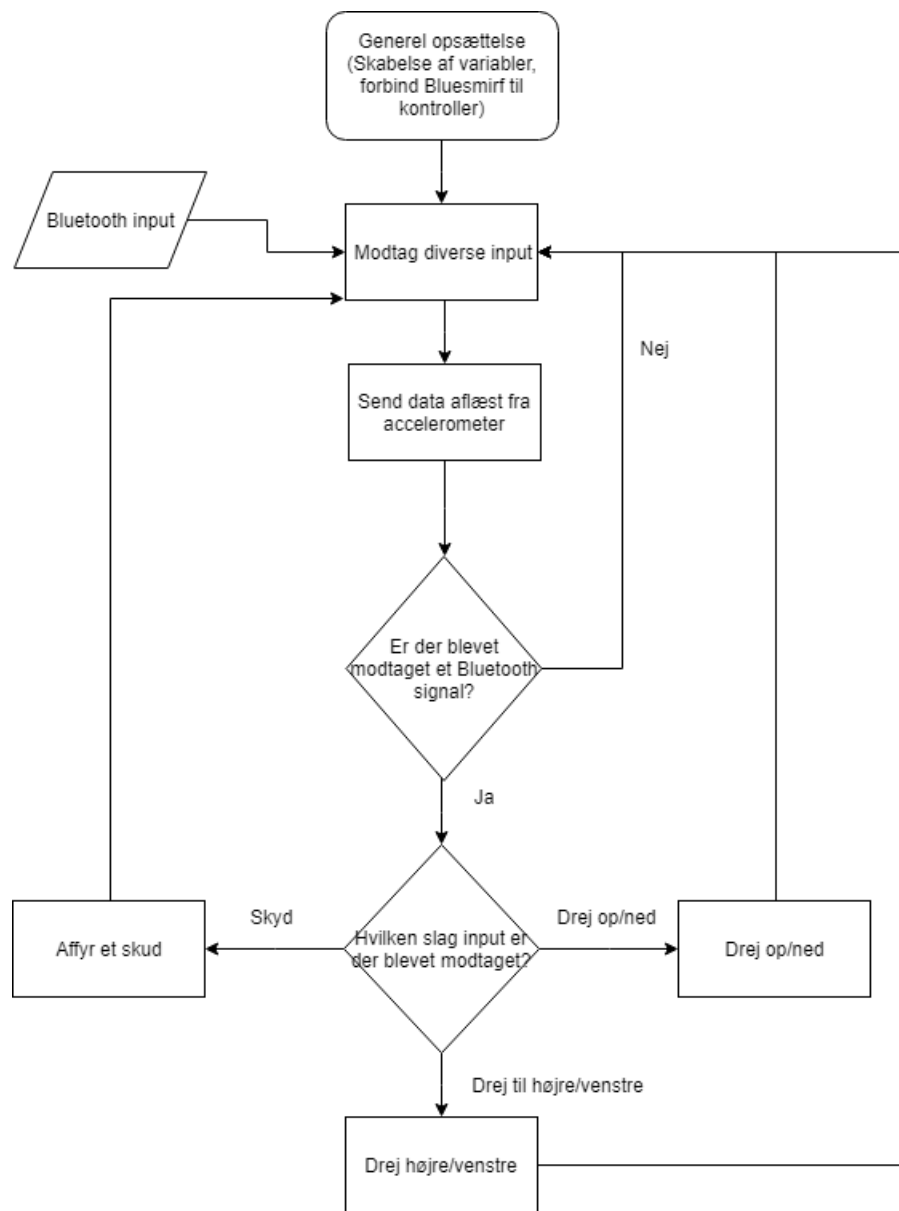 Generel opsættelse
(Skabelse af variabler,
forbind Bluesmirf til
kontroller)
Bluetooth input
Modtag diverse input
Nej
Send data aflæst fra
accelerometer
Er der blevet
modtaget et Bluetooth
signal?
Ja
Skyd
Drej op/ned
Affyr et skud
Hvilken slag input er
der blevet modtaget?
Drej op/ned
Drej til højre/venstre
Drej højre/venstre